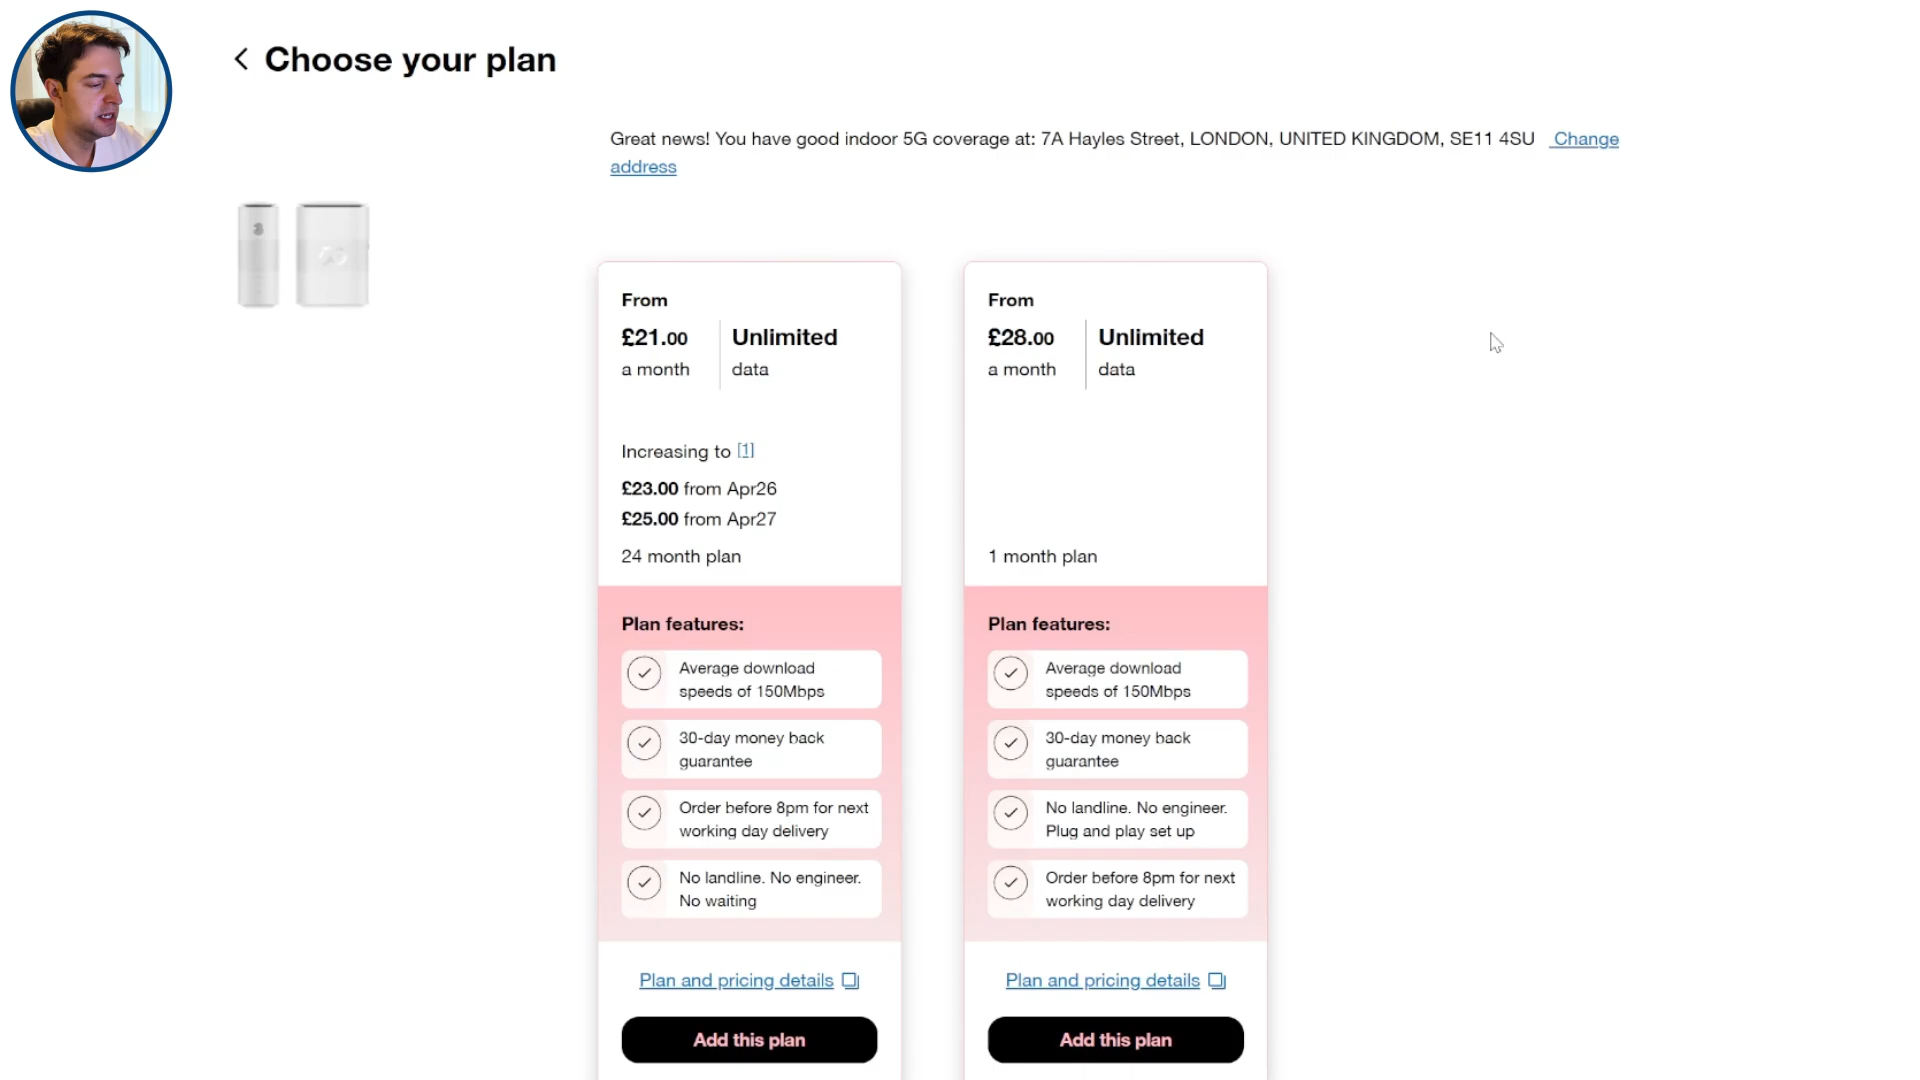 Choose your plan
Great news! You have good indoor 5G coverage at: 7A Hayles Street, LONDON, UNITED KINGDOM, SE11 4SU Change
address
From
£21.00
a month
Unlimited
data
Increasing to [1]
£23.00 from Apr26
£25.00 from Apr27
24 month plan
Plan features:
Average download
speeds of 150Mbps
30-day money back
guarantee
Order before 8pm for next
working day delivery
No landline. No engineer.
No waiting
Plan and pricing details
Add this plan
From
£28.00
a month
Unlimited
data
1 month plan
Plan features:
Average download
speeds of 150Mbps
30-day money back
guarantee
No landline. No engineer.
Plug and play set up
Order before 8pm for next
working day delivery
Plan and pricing details
Add this plan